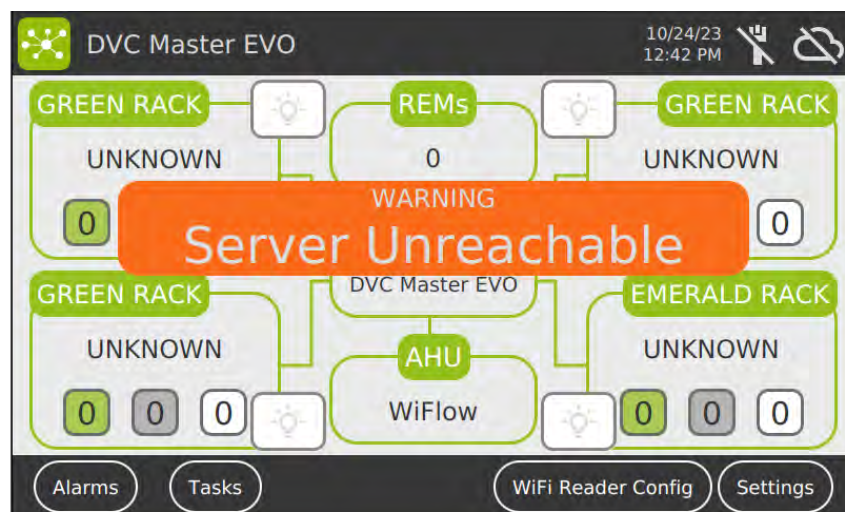 DVC Master EVO
10/24/23
12:42 PM
GREEN RACK
REMs
GREEN RACK
UNKNOWN
0
UNKNOWN
WARNING
Server Unreachable
0
0
GREEN RACK
DVC Master EVO
EMERALD RACK
UNKNOWN
AHU
UNKNOWN
0 0 0
WiFlow
0 0 0
Alarms
Tasks
WiFi Reader Config
Settings